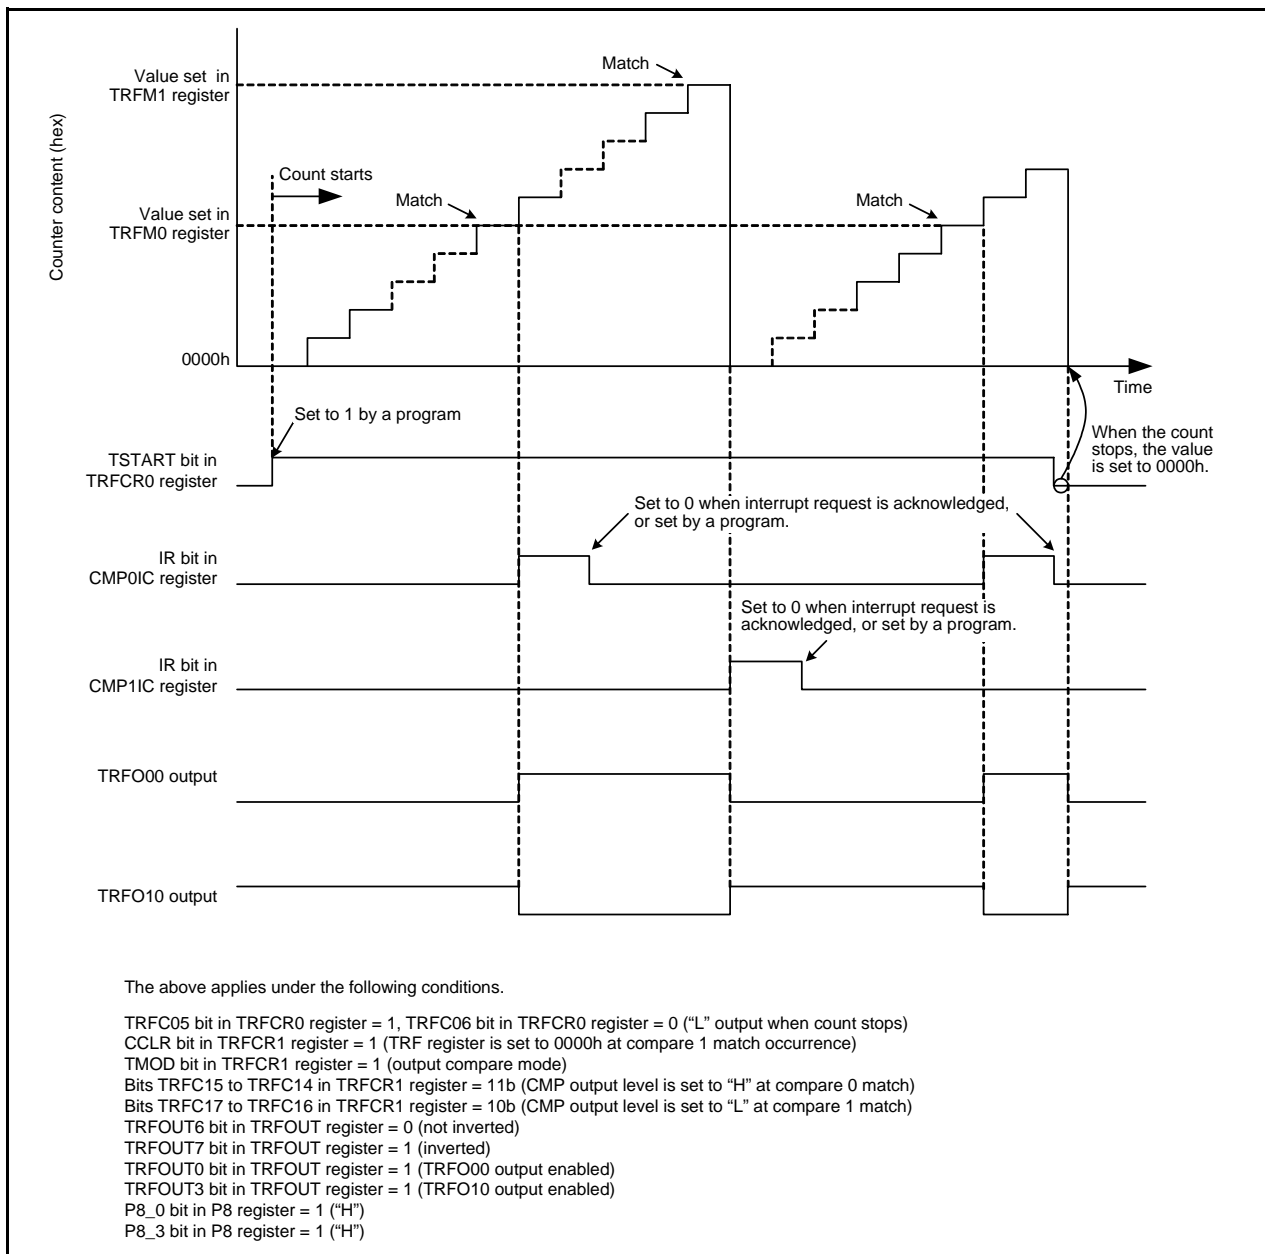 Match
Value set in
TRFM1 register
Counter content (hex)
Count starts
Match
Match
Value set in
TRFM0 register
0000h
Time
Set to 1 by a program
When the count
stops, the value
is set to 0000h.
TSTART bit in
TRFCR0 register
Set to 0 when interrupt request is acknowledged,
or set by a program.
IR bit in
CMP0IC register
Set to 0 when interrupt request is
acknowledged, or set by a program.
IR bit in
CMP1IC register
TRFO00 output
TRFO10 output
The above applies under the following conditions.
TRFC05 bit in TRFCR0 register = 1, TRFC06 bit in TRFCR0 register = 0 (“L” output when count stops)
CCLR bit in TRFCR1 register = 1 (TRF register is set to 0000h at compare 1 match occurrence)
TMOD bit in TRFCR1 register = 1 (output compare mode)
Bits TRFC15 to TRFC14 in TRFCR1 register = 11b (CMP output level is set to “H” at compare 0 match)
Bits TRFC17 to TRFC16 in TRFCR1 register = 10b (CMP output level is set to “L” at compare 1 match)
TRFOUT6 bit in TRFOUT register = 0 (not inverted)
TRFOUT7 bit in TRFOUT register = 1 (inverted)
TRFOUT0 bit in TRFOUT register = 1 (TRFO00 output enabled)
TRFOUT3 bit in TRFOUT register = 1 (TRFO10 output enabled)
P8_0 bit in P8 register = 1 (“H”)
P8_3 bit in P8 register = 1 (“H”)